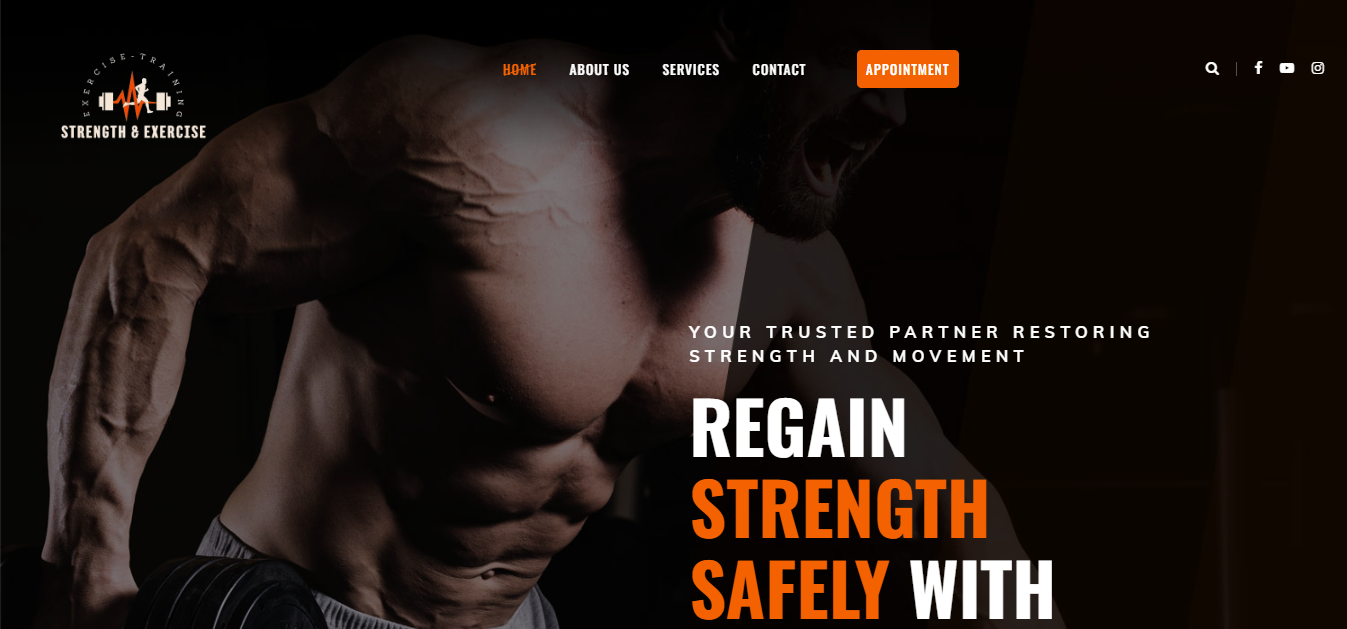 EXERCISE-TRAINING
STRENGTH & EXERCISE
HOME
ABOUT US
SERVICES
CONTACT
APPOINTMENT
YOUR TRUSTED PARTNER RESTORING
STRENGTH AND MOVEMENT
REGAIN
STRENGTH
SAFELY WITH